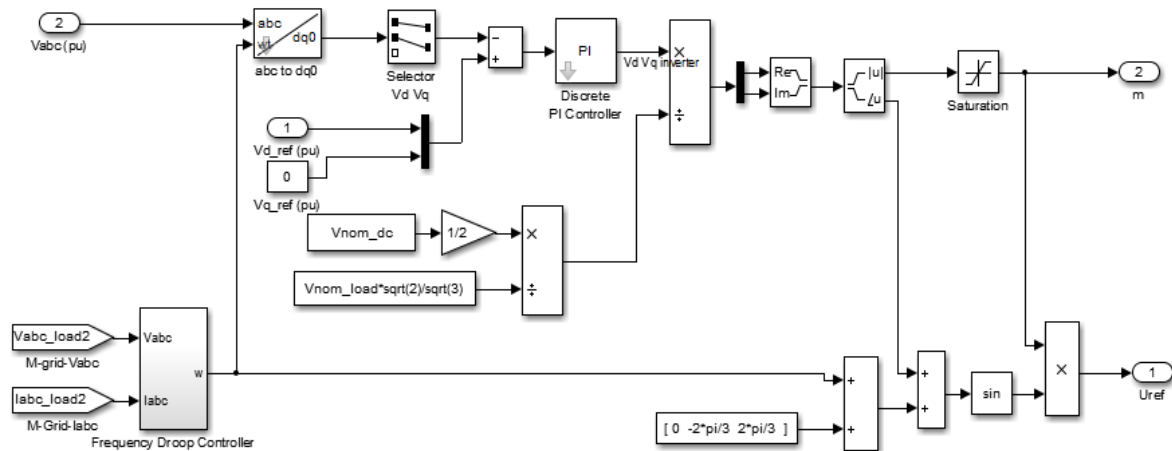 2
Vabc (pu)
abc
wt
dq0
abc to dq0
Selector
Vd Vq
−
+
PI
Discrete
PI Controller
Vd Vq inverter
×
÷
Re
Im
|u|
∠u
Saturation
2
m
1
Vd_ref (pu)
0
Vq_ref (pu)
Vnom_dc
1/2
×
÷
Vnom_load*sqrt(2)/sqrt(3)
Vabc_load2
M-grid-Vabc
Iabc_load2
M-Grid-Iabc
Vabc
Iabc
w
Frequency Droop Controller
[ 0 -2*pi/3 2*pi/3 ]
+
+
+
+
sin
×
1
Uref